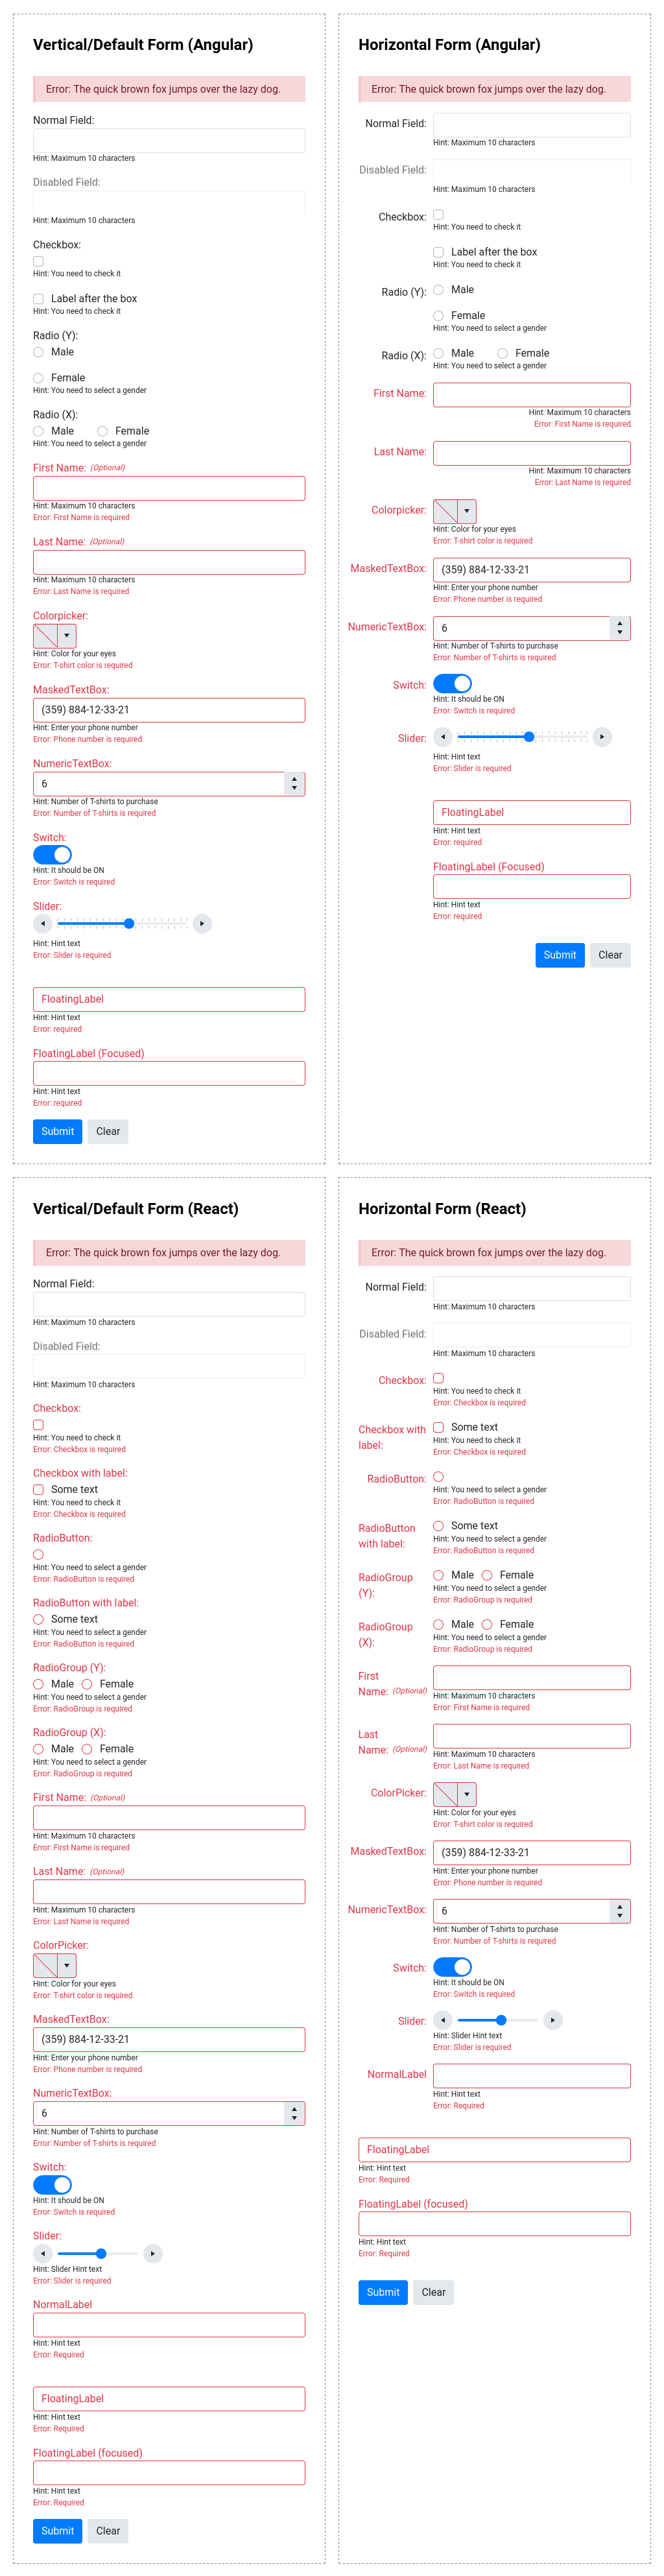 Vertical/Default Form (Angular)
Error: The quick brown fox jumps over the lazy dog.
Normal Field:
Hint: Maximum 10 characters
Disabled Field:
Hint: Maximum 10 characters
Checkbox:
Hint: You need to check it
Label after the box
Hint: You need to check it
Radio (Y):
Male
Female
Hint: You need to select a gender
Radio (X):
Male Female
Hint: You need to select a gender
First Name: (Optional)
Hint: Maximum 10 characters
Error: First Name is required
Last Name: (Optional)
Hint: Maximum 10 characters
Error: Last Name is required
Colorpicker:
Hint: Color for your eyes
Error: T-shirt color is required
MaskedTextBox:
(359) 884-12-33-21
Hint: Enter your phone number
Error: Phone number is required
NumericTextBox:
6
Hint: Number of T-shirts to purchase
Error: Number of T-shirts is required
Switch:
Hint: It should be ON
Error: Switch is required
Slider:
Hint: Hint text
Error: Slider is required
FloatingLabel
Hint: Hint text
Error: required
FloatingLabel (Focused)
Hint: Hint text
Error: required
Submit Clear
Horizontal Form (Angular)
Error: The quick brown fox jumps over the lazy dog.
Normal Field:
Hint: Maximum 10 characters
Disabled Field:
Hint: Maximum 10 characters
Checkbox:
Hint: You need to check it
Label after the box
Hint: You need to check it
Radio (Y): Male
Female
Hint: You need to select a gender
Radio (X): Male Female
Hint: You need to select a gender
First Name:
Hint: Maximum 10 characters
Error: First Name is required
Last Name:
Hint: Maximum 10 characters
Error: Last Name is required
Colorpicker:
Hint: Color for your eyes
Error: T-shirt color is required
MaskedTextBox: (359) 884-12-33-21
Hint: Enter your phone number
Error: Phone number is required
NumericTextBox: 6
Hint: Number of T-shirts to purchase
Error: Number of T-shirts is required
Switch:
Hint: It should be ON
Error: Switch is required
Slider:
Hint: Hint text
Error: Slider is required
FloatingLabel
Hint: Hint text
Error: required
FloatingLabel (Focused)
Hint: Hint text
Error: required
Submit Clear
Vertical/Default Form (React)
Error: The quick brown fox jumps over the lazy dog.
Normal Field:
Hint: Maximum 10 characters
Disabled Field:
Hint: Maximum 10 characters
Checkbox:
Hint: You need to check it
Error: Checkbox is required
Checkbox with label:
Some text
Hint: You need to check it
Error: Checkbox is required
RadioButton:
Hint: You need to select a gender
Error: RadioButton is required
RadioButton with label:
Some text
Hint: You need to select a gender
Error: RadioButton is required
RadioGroup (Y):
Male Female
Hint: You need to select a gender
Error: RadioGroup is required
RadioGroup (X):
Male Female
Hint: You need to select a gender
Error: RadioGroup is required
First Name: (Optional)
Hint: Maximum 10 characters
Error: First Name is required
Last Name: (Optional)
Hint: Maximum 10 characters
Error: Last Name is required
ColorPicker:
Hint: Color for your eyes
Error: T-shirt color is required
MaskedTextBox:
(359) 884-12-33-21
Hint: Enter your phone number
Error: Phone number is required
NumericTextBox:
6
Hint: Number of T-shirts to purchase
Error: Number of T-shirts is required
Switch:
Hint: It should be ON
Error: Switch is required
Slider:
Hint: Slider Hint text
Error: Slider is required
NormalLabel
Hint: Hint text
Error: Required
FloatingLabel
Hint: Hint text
Error: Required
FloatingLabel (focused)
Hint: Hint text
Error: Required
Submit Clear
Horizontal Form (React)
Error: The quick brown fox jumps over the lazy dog.
Normal Field:
Hint: Maximum 10 characters
Disabled Field:
Hint: Maximum 10 characters
Checkbox:
Hint: You need to check it
Error: Checkbox is required
Checkbox with
label:
Some text
Hint: You need to check it
Error: Checkbox is required
RadioButton:
Hint: You need to select a gender
Error: RadioButton is required
RadioButton
with label:
Some text
Hint: You need to select a gender
Error: RadioButton is required
RadioGroup
(Y):
Male Female
Hint: You need to select a gender
Error: RadioGroup is required
RadioGroup
(X):
Male Female
Hint: You need to select a gender
Error: RadioGroup is required
First
Name: (Optional)
Hint: Maximum 10 characters
Error: First Name is required
Last
Name: (Optional)
Hint: Maximum 10 characters
Error: Last Name is required
ColorPicker:
Hint: Color for your eyes
Error: T-shirt color is required
MaskedTextBox: (359) 884-12-33-21
Hint: Enter your phone number
Error: Phone number is required
NumericTextBox: 6
Hint: Number of T-shirts to purchase
Error: Number of T-shirts is required
Switch:
Hint: It should be ON
Error: Switch is required
Slider:
Hint: Slider Hint text
Error: Slider is required
NormalLabel
Hint: Hint text
Error: Required
FloatingLabel
Hint: Hint text
Error: Required
FloatingLabel (focused)
Hint: Hint text
Error: Required
Submit Clear